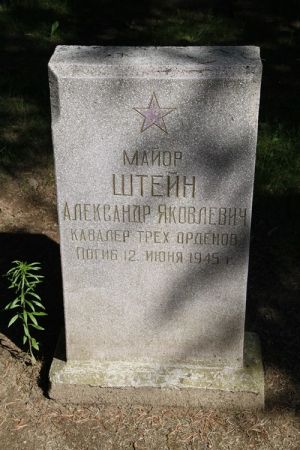 МАЙОР
ШТЕЙН
АЛЕКСАНДР ЯКОВЛЕВИЧ
КАВАЛЕР ТРЕХ ОРДЕНОВ
ПОГИБ 12 ИЮНЯ 1945 г.